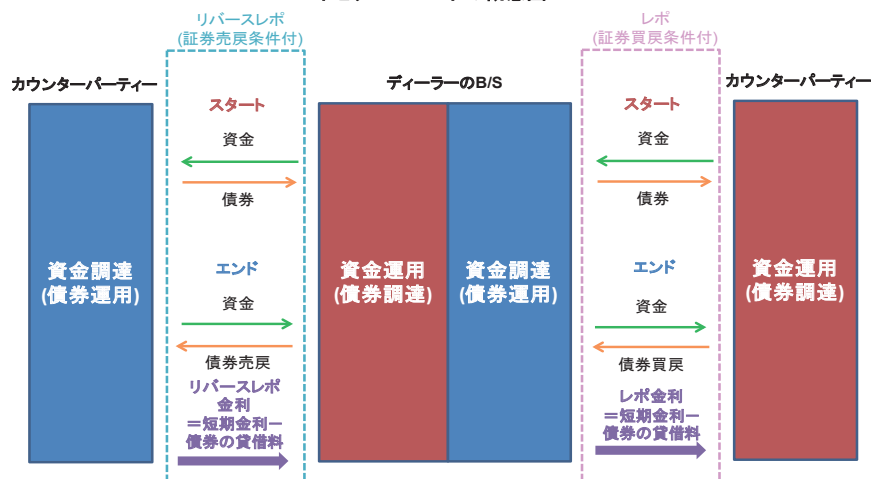 リバースレポ
(証券売戻条件付)
レポ
(証券買戻条件付)
カウンターパーティー
ディーラーのB/S
カウンターパーティー
スタート
資金
債券
エンド
資金
債券売戻
リバースレポ
金利
＝短期金利－
債券の貸借料
資金調達
(債券運用)
資金運用
(債券調達)
資金調達
(債券運用)
スタート
資金
債券
エンド
資金
債券買戻
レポ金利
＝短期金利－
債券の貸借料
資金運用
(債券調達)